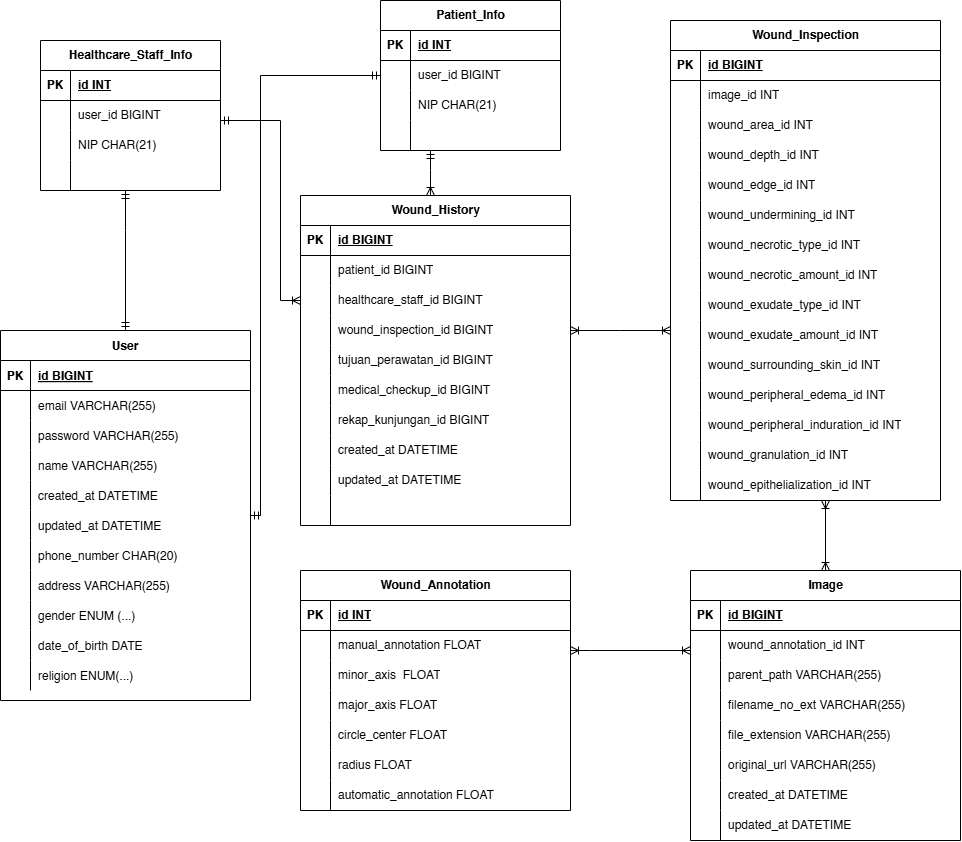 Healthcare_Staff_Info
PK id INT
user_id BIGINT
NIP CHAR(21)
Patient_Info
PK id INT
user_id BIGINT
NIP CHAR(21)
Wound_Inspection
PK id BIGINT
image_id INT
wound_area_id INT
wound_depth_id INT
wound_edge_id INT
wound_undermining_id INT
wound_necrotic_type_id INT
wound_necrotic_amount_id INT
wound_exudate_type_id INT
wound_exudate_amount_id INT
wound_surrounding_skin_id INT
wound_peripheral_edema_id INT
wound_peripheral_induration_id INT
wound_granulation_id INT
wound_epithelialization_id INT
Wound_History
PK id BIGINT
patient_id BIGINT
healthcare_staff_id BIGINT
wound_inspection_id BIGINT
tujuan_perawatan_id BIGINT
medical_checkup_id BIGINT
rekap_kunjungan_id BIGINT
created_at DATETIME
updated_at DATETIME
User
PK id BIGINT
email VARCHAR(255)
password VARCHAR(255)
name VARCHAR(255)
created_at DATETIME
updated_at DATETIME
phone_number CHAR(20)
address VARCHAR(255)
gender ENUM (...)
date_of_birth DATE
religion ENUM(...)
Wound_Annotation
PK id INT
manual_annotation FLOAT
minor_axis FLOAT
major_axis FLOAT
circle_center FLOAT
radius FLOAT
automatic_annotation FLOAT
Image
PK id BIGINT
wound_annotation_id INT
parent_path VARCHAR(255)
filename_no_ext VARCHAR(255)
file_extension VARCHAR(255)
original_url VARCHAR(255)
created_at DATETIME
updated_at DATETIME